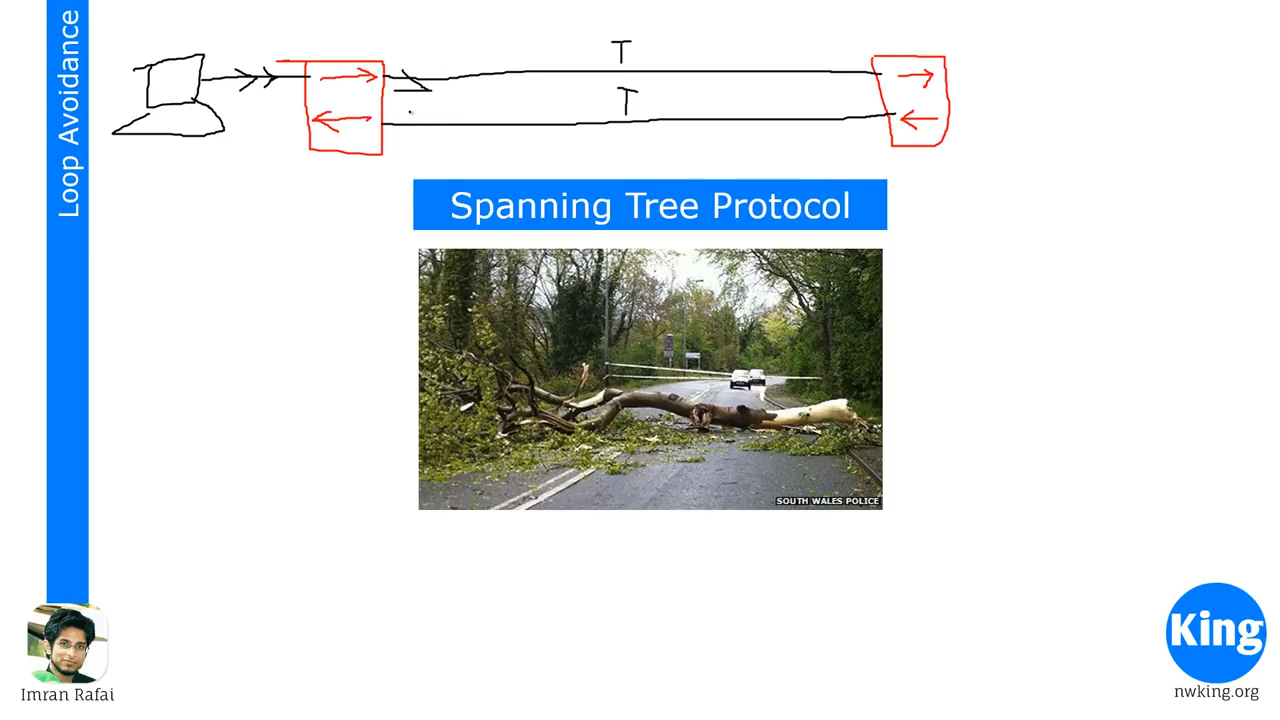 Loop Avoidance
T
T
Spanning Tree Protocol
SOUTH WALES POLICE
Imran Rafai
King
nwking.org